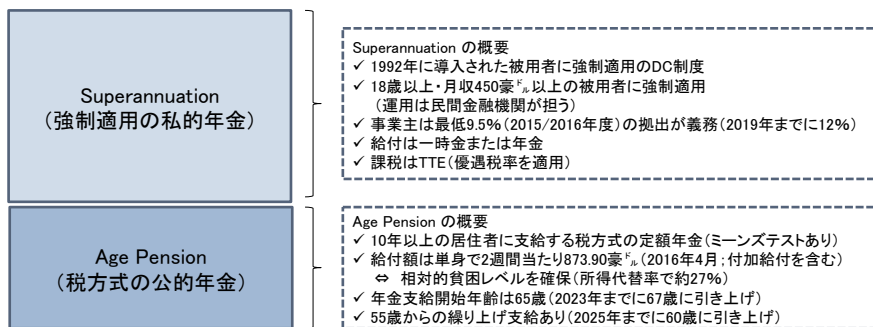 Superannuation
(強制適用の私的年金)
Superannuation の概要
✓ 1992年に導入された被用者に強制適用のDC制度
✓ 18歳以上・月収450豪㌦以上の被用者に強制適用
(運用は民間金融機関が担う)
✓ 事業主は最低9.5%(2015/2016年度)の拠出が義務(2019年までに12%)
✓ 給付は一時金または年金
✓ 課税はTTE(優遇税率を適用)
Age Pension
(税方式の公的年金)
Age Pension の概要
✓ 10年以上の居住者に支給する税方式の定額年金(ミーンズテストあり)
✓ 給付額は単身で2週間当たり873.90豪㌦(2016年4月;付加給付を含む)
⇔ 相対的貧困レベルを確保(所得代替率で約27%)
✓ 年金支給開始年齢は65歳(2023年までに67歳に引き上げ)
✓ 55歳からの繰り上げ支給あり(2025年までに60歳に引き上げ)